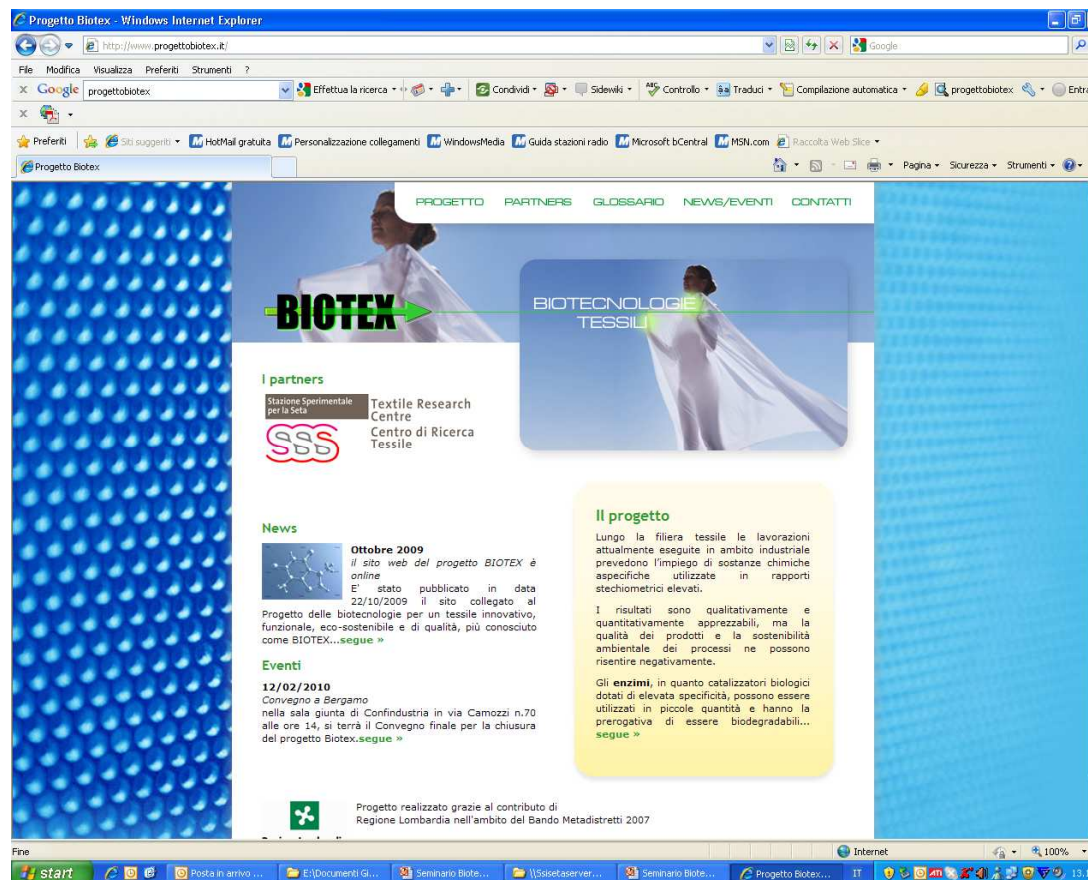 Progetto Biotex - Windows Internet Explorer
http://www.progettobiotex.it/
Google
File Modifica Visualizza Preferiti Strumenti ?
x Google progettobiotex Effettua la ricerca Condividi Sidewiki Controllo Traduci Compilazione automatica progettobiotex Entra
x
Preferiti Siti suggeriti HotMail gratuita Personalizzazione collegamenti WindowsMedia Guida stazioni radio Microsoft bCentral MSN.com Raccolta Web Slice
Progetto Biotex Pagina Sicurezza Strumenti
PROGETTO PARTNERS GLOSSARIO NEWS/EVENTI CONTATTI
BIOTEX
BIOTECNOLOGIE
TESSILI
I partners
Stazione Sperimentale
per la Seta
SSS
Textile Research
Centre
Centro di Ricerca
Tessile
News
Ottobre 2009
il sito web del progetto BIOTEX è
online
E' stato pubblicato in data
22/10/2009 il sito collegato al
Progetto delle biotecnologie per un tessile innovativo,
funzionale, eco-sostenibile e di qualità, più conosciuto
come BIOTEX...segue »
Eventi
12/02/2010
Convegno a Bergamo
nella sala giunta di Confindustria in via Camozzi n.70
alle ore 14, si terrà il Convegno finale per la chiusura
del progetto Biotex.segue »
Il progetto
Lungo la filiera tessile le lavorazioni
attualmente eseguite in ambito industriale
prevedono l'impiego di sostanze chimiche
aspecifiche utilizzate in rapporti
stechiometrici elevati.
I risultati sono qualitativamente e
quantitativamente apprezzabili, ma la
qualità dei prodotti e la sostenibilità
ambientale dei processi ne possono
risentire negativamente.
Gli enzimi, in quanto catalizzatori biologici
dotati di elevata specificità, possono essere
utilizzati in piccole quantità e hanno la
prerogativa di essere biodegradabili...
segue »
Progetto realizzato grazie al contributo di
Regione Lombardia nell'ambito del Bando Metadistretti 2007
Fine Internet 100%
start Posta in arrivo ... E:\Documenti Gi... Seminario Biote... \\Ssisetaserver... Seminario Biote... Progetto Biotex... IT